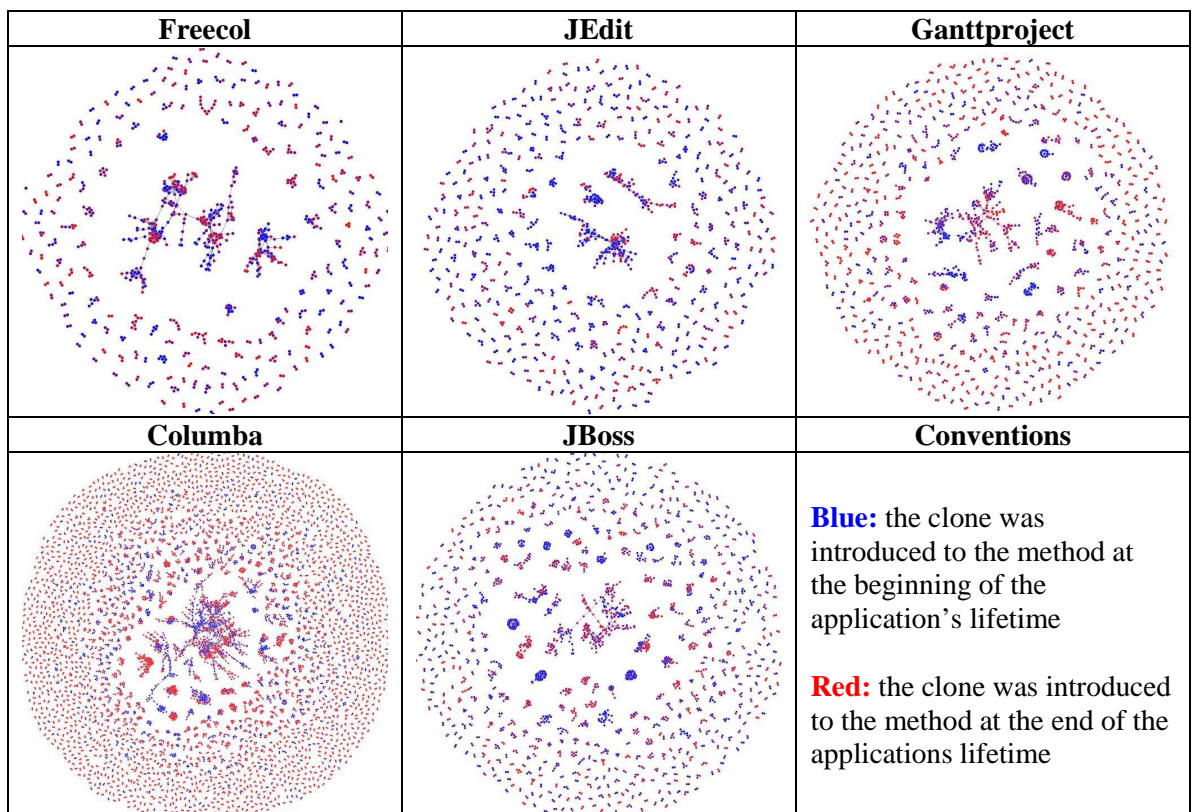 Freecol
JEdit
Ganttproject
Columba
JBoss
Conventions
Blue: the clone was
introduced to the method at
the beginning of the
application’s lifetime
Red: the clone was introduced
to the method at the end of the
applications lifetime